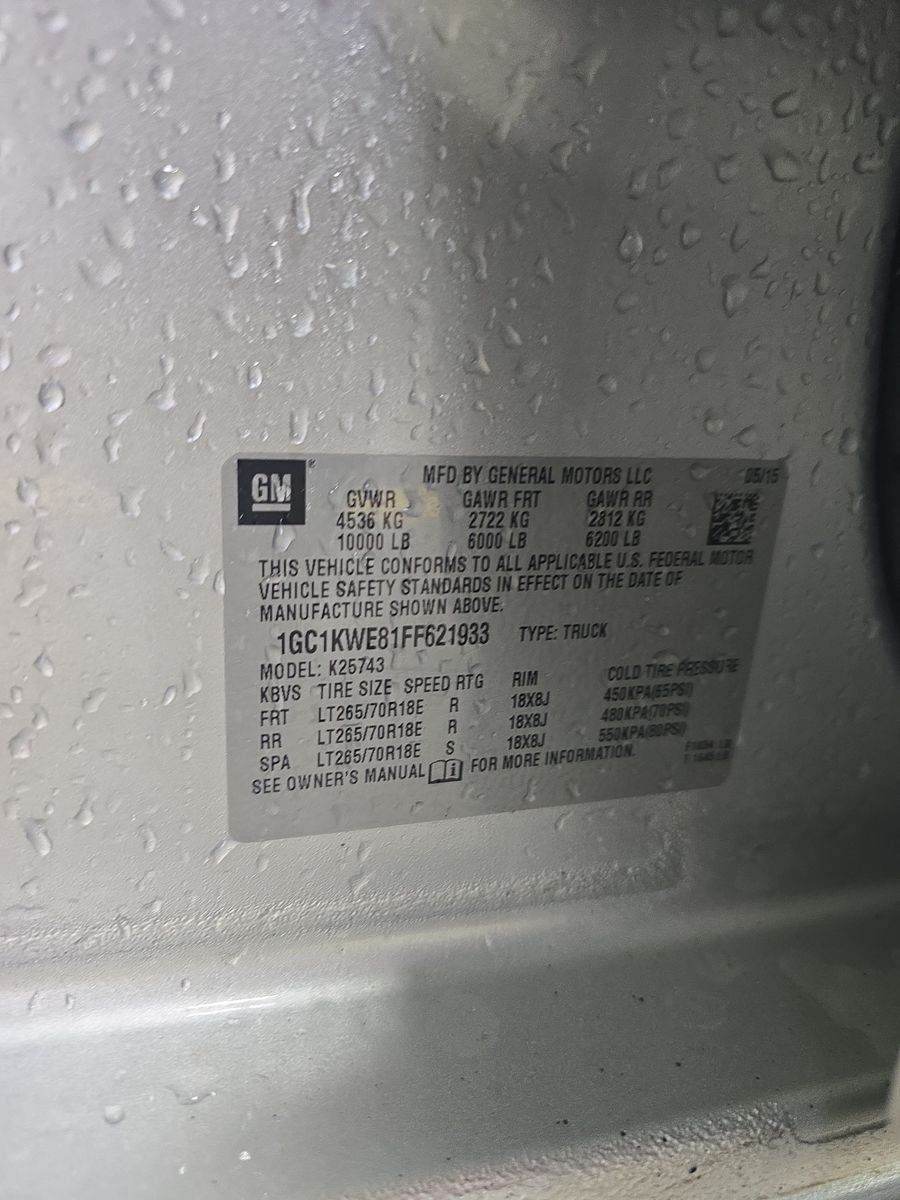 GM®
MFD BY GENERAL MOTORS LLC 05/15
GVWR GAWR FRT GAWR RR
4536 KG 2722 KG 2812 KG
10000 LB 6000 LB 6200 LB
THIS VEHICLE CONFORMS TO ALL APPLICABLE U.S. FEDERAL MOTOR
VEHICLE SAFETY STANDARDS IN EFFECT ON THE DATE OF
MANUFACTURE SHOWN ABOVE.
1GC1KWE81FF621933 TYPE: TRUCK
MODEL: K25743
KBVS TIRE SIZE SPEED RTG RIM COLD TIRE PRESSURE
FRT LT265/70R18E R 18X8J 450KPA(65PSI)
RR LT265/70R18E R 18X8J 480KPA(70PSI)
SPA LT265/70R18E S 18X8J 550KPA(80PSI)
SEE OWNER'S MANUAL i FOR MORE INFORMATION.